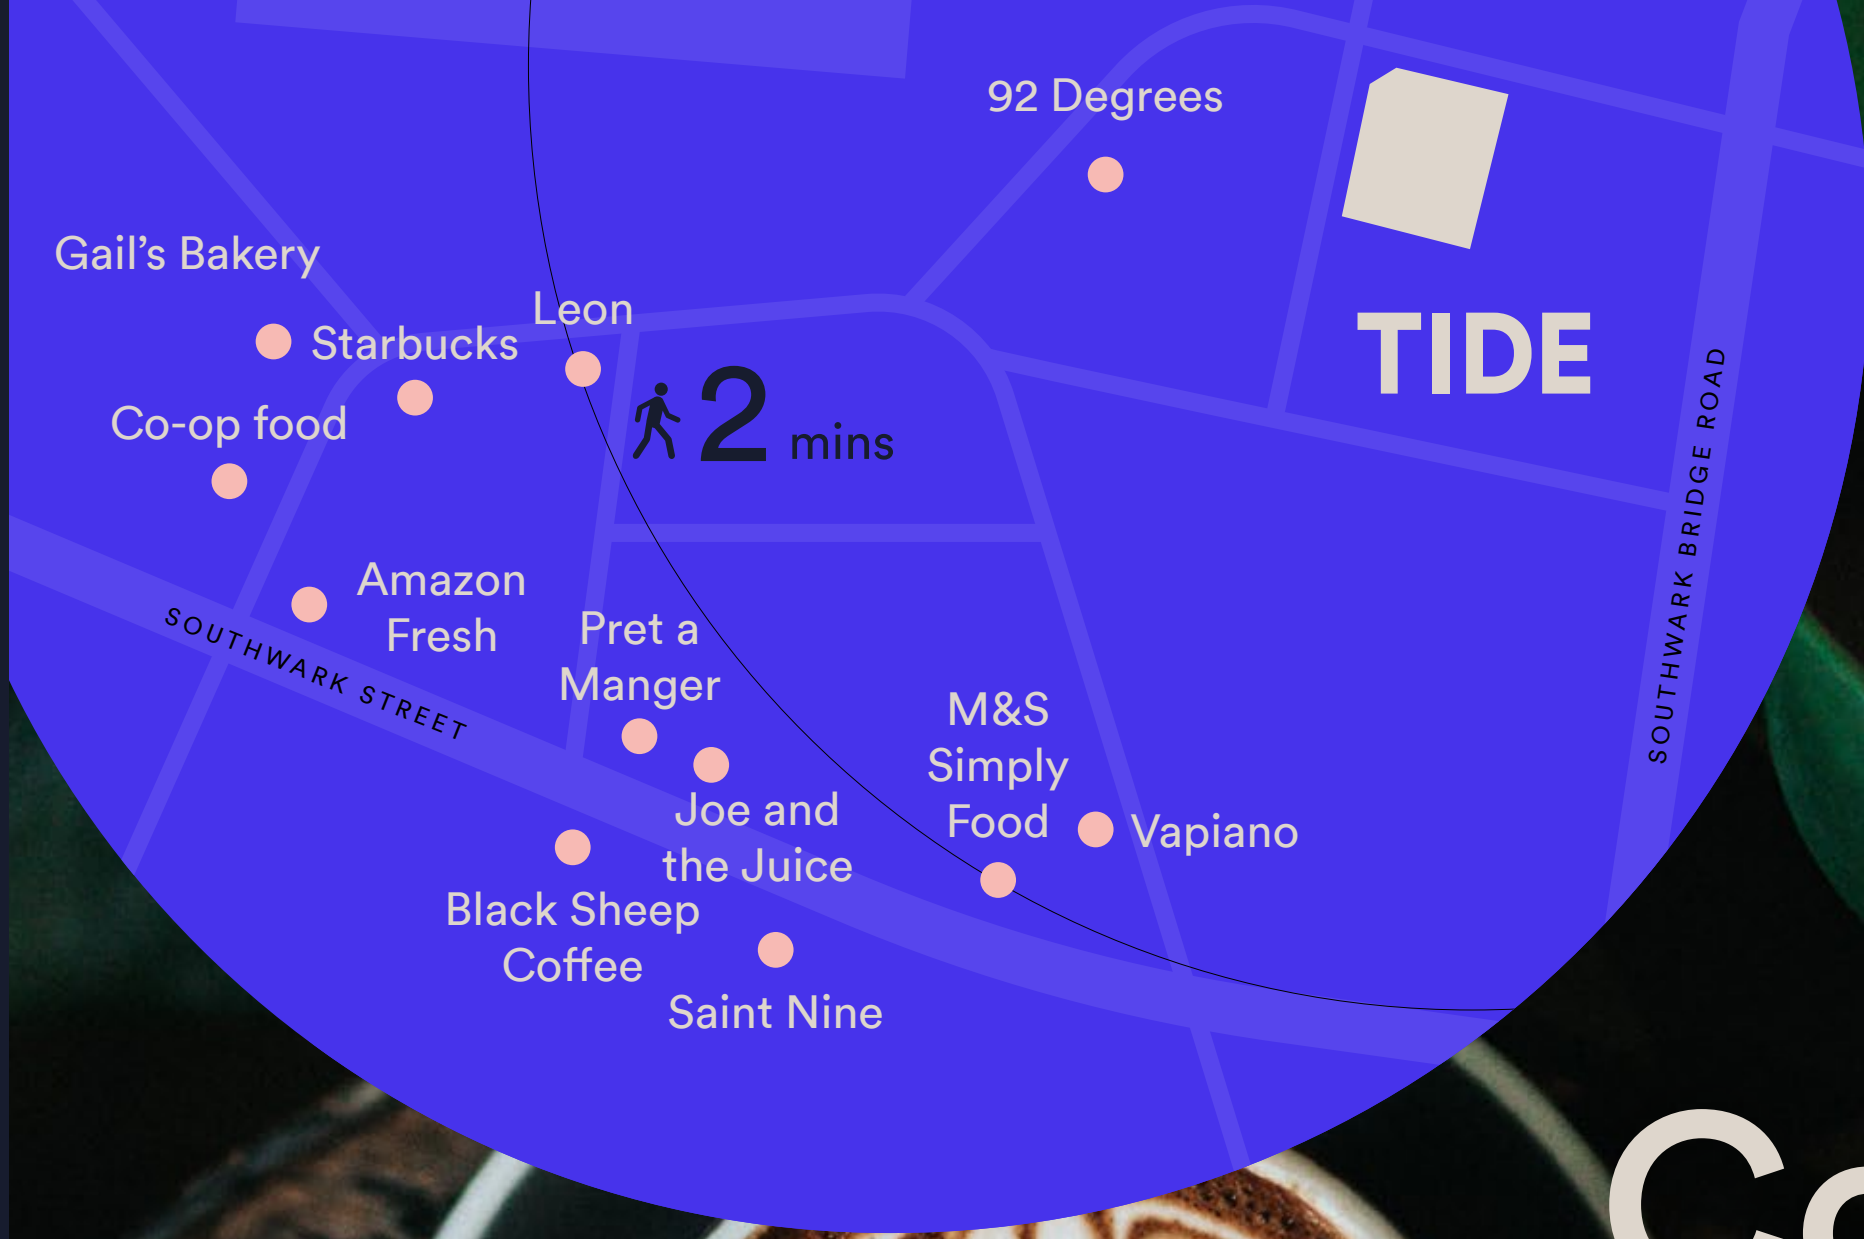 92 Degrees
Gail’s Bakery
Leon
Starbucks
TIDE
Co-op food
2 mins
SOUTHWARK BRIDGE ROAD
Amazon
Fresh
SOUTHWARK STREET
Pret a
Manger
M&S
Simply
Food
Vapiano
Joe and
the Juice
Black Sheep
Coffee
Saint Nine